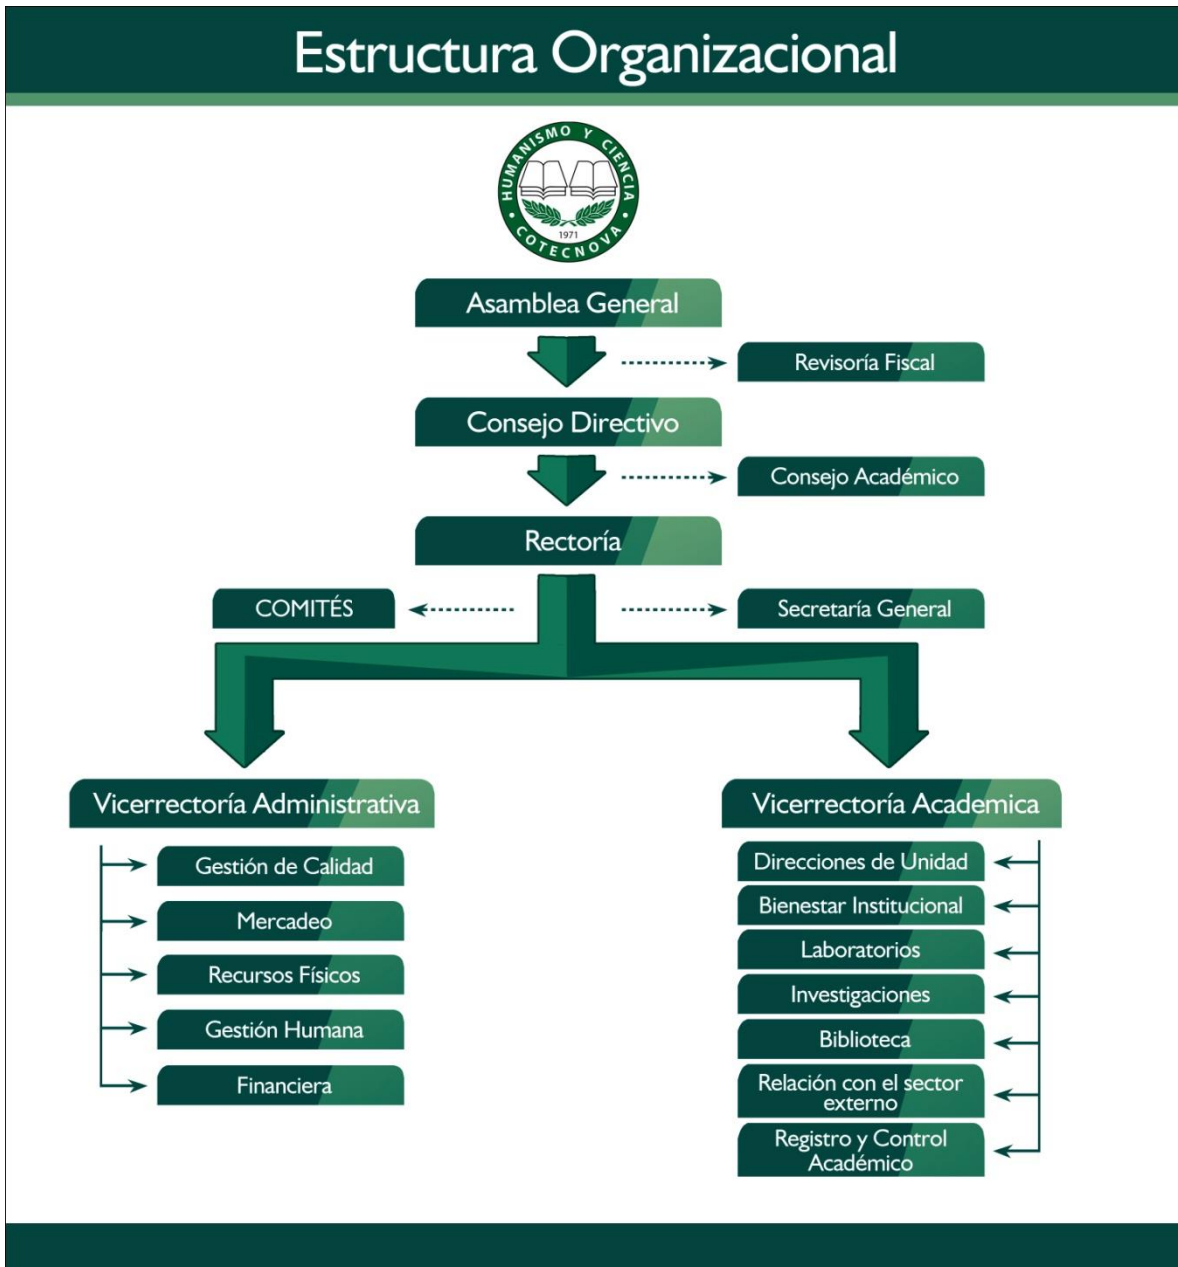 Estructura Organizacional
HUMANISMO Y CIENCIA
1971
COTECNOVA
Asamblea General
Revisoría Fiscal
Consejo Directivo
Consejo Académico
Rectoría
COMITÉS
Secretaría General
Vicerrectoría Administrativa
Gestión de Calidad
Mercadeo
Recursos Físicos
Gestión Humana
Financiera
Vicerrectoría Academica
Direcciones de Unidad
Bienestar Institucional
Laboratorios
Investigaciones
Biblioteca
Relación con el sector
externo
Registro y Control
Académico